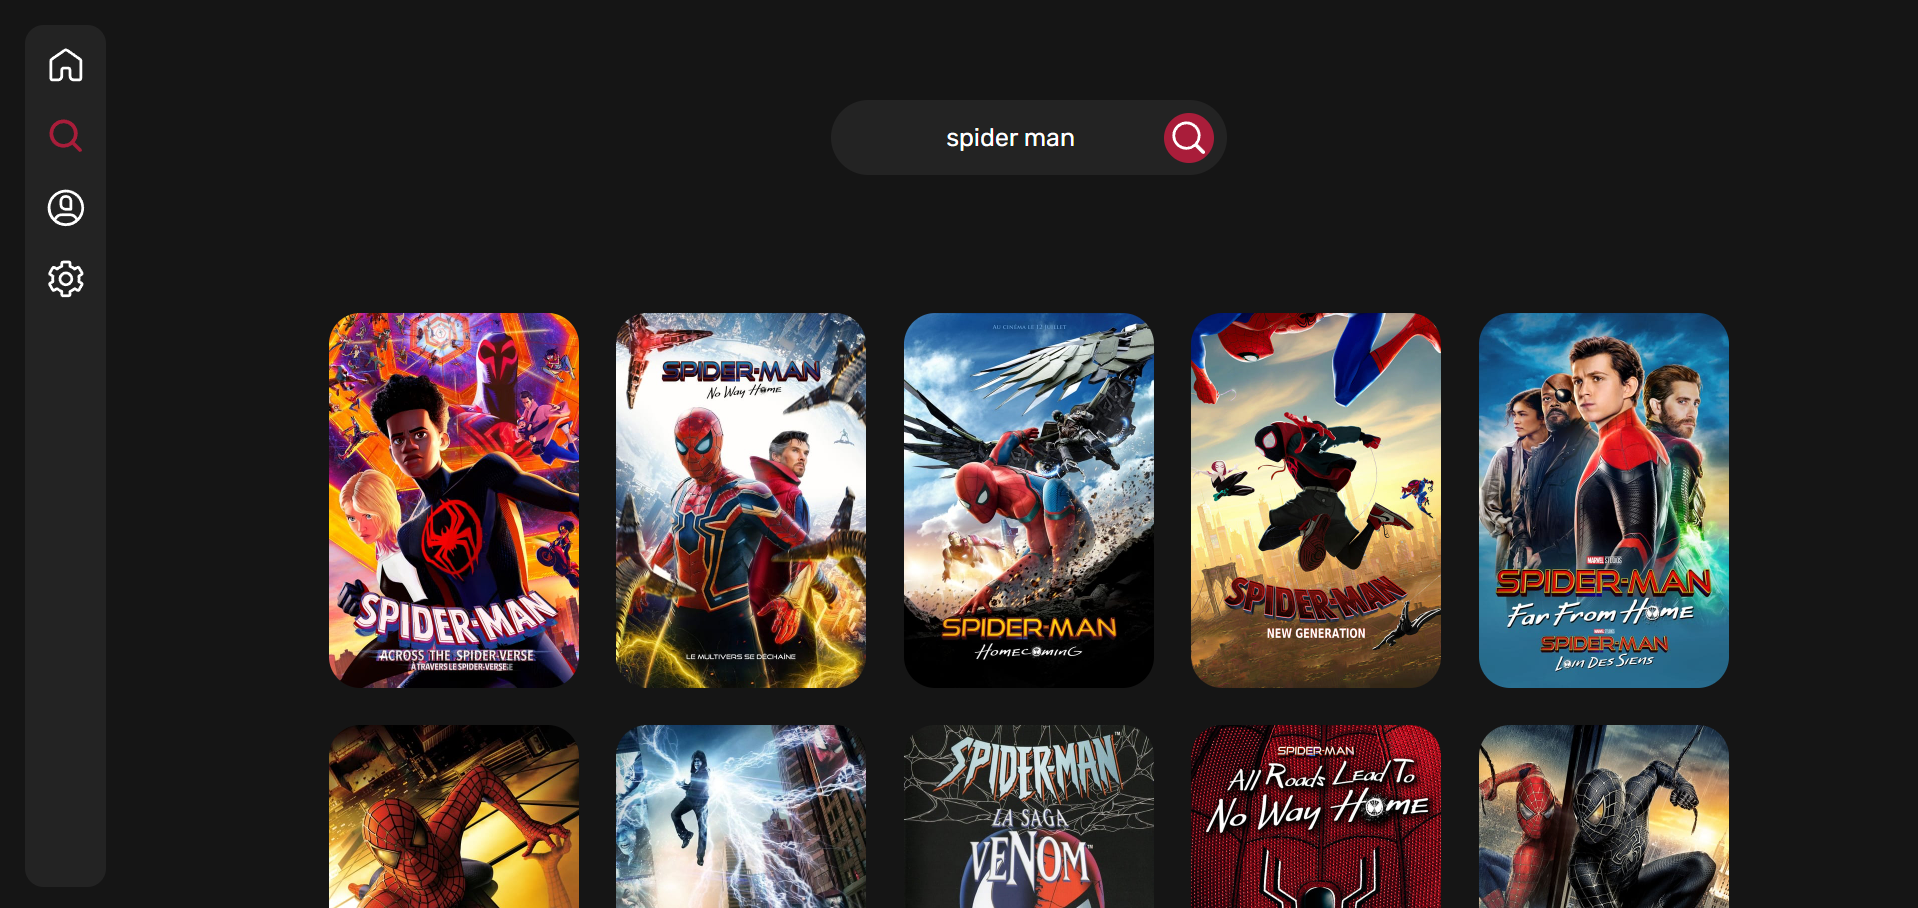 spider man
SPIDER-MAN
ACROSS THE SPIDER-VERSE
À TRAVERS LE SPIDER-VERSE
SPIDER-MAN
No Way Home
LE MULTIVERS SE DÉCHAÎNE
AU CINÉMA LE 12 JUILLET
SPIDER-MAN
HOMECOMING
SPIDER-MAN
NEW GENERATION
MARVEL STUDIOS
SPIDER-MAN
Far From Home
SPIDER-MAN
Loin Des Siens
SPIDER-MAN™
LA SAGA
VENOM™
SPIDER-MAN
All Roads Lead To
No Way Home